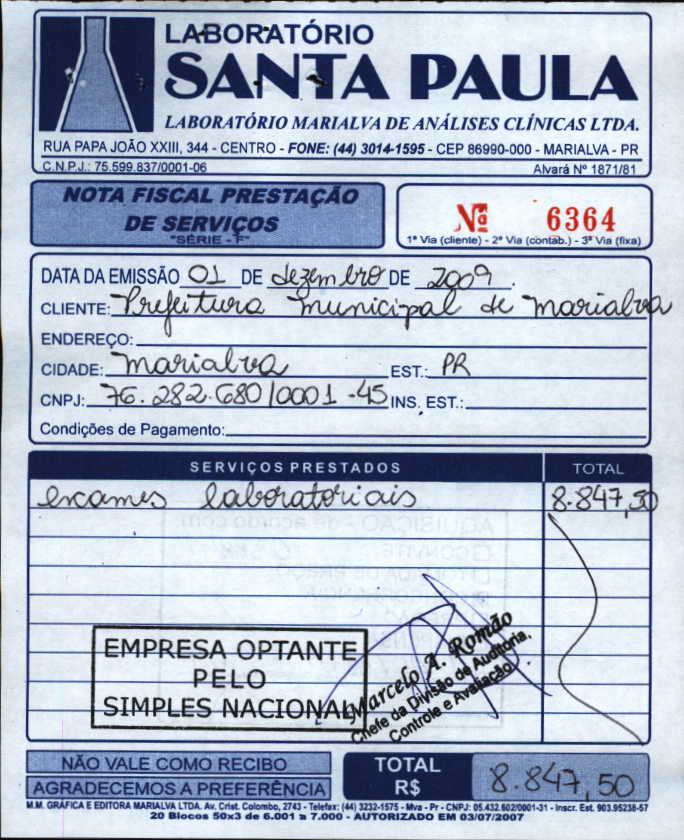 LABORATÓRIO
SANTA PAULA
LABORATÓRIO MARIALVA DE ANÁLISES CLÍNICAS LTDA.
RUA PAPA JOÃO XXIII, 344 - CENTRO - FONE: (44) 3014-1595 - CEP 86990-000 - MARIALVA - PR
C.N.P.J.: 75.599.837/0001-06 Alvará Nº 1871/81
NOTA FISCAL PRESTAÇÃO
DE SERVIÇOS
"SÉRIE - F"
Nº 6364
1ª Via (cliente) - 2ª Via (contab.) - 3ª Via (fixa)
DATA DA EMISSÃO 01 DE dezembro DE 2009.
CLIENTE: Prefeitura municipal de marialva
ENDEREÇO:
CIDADE: marialva EST.: PR
CNPJ: 76.282.680/0001-45 INS. EST.:
Condições de Pagamento:
SERVIÇOS PRESTADOS TOTAL
exames laboratoriais 8.847,50
EMPRESA OPTANTE
PELO
SIMPLES NACIONAL
Marcelo A. Romão
Chefe da Divisão de Auditoria,
Controle e Avaliação
NÃO VALE COMO RECIBO
AGRADECEMOS A PREFERÊNCIA
TOTAL
R$ 8.847,50
M.M. GRÁFICA E EDITORA MARIALVA LTDA. Av. Crist. Colombo, 2743 - Telefax: (44) 3232-1575 - Mva - Pr - CNPJ: 05.432.602/0001-31 - Inscr. Est. 903.95238-57
20 Blocos 50x3 de 6.001 a 7.000 - AUTORIZADO EM 03/07/2007